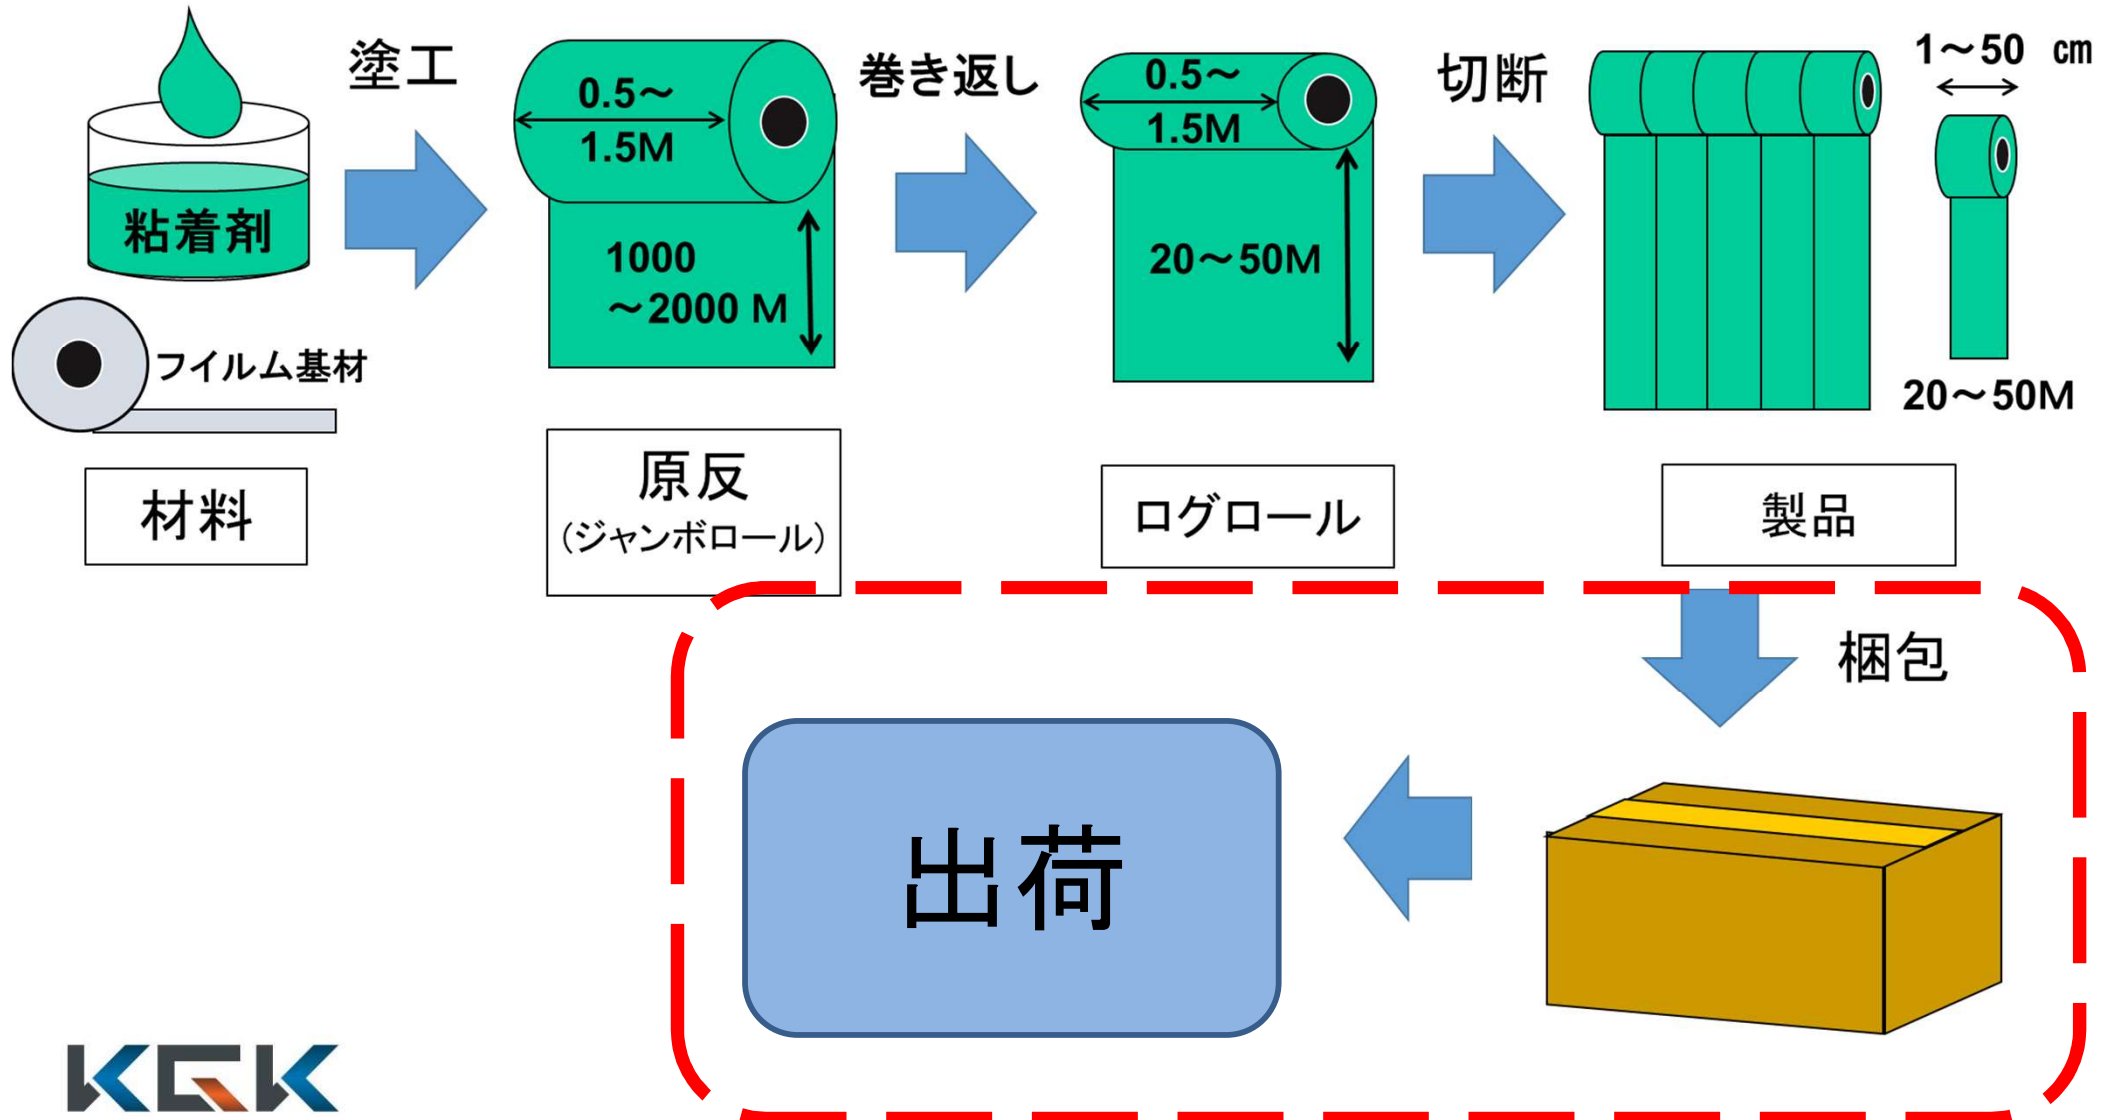 粘着剤
フイルム基材
材料
塗工
0.5～
1.5M
1000
～2000 M
原反
(ジャンボロール)
巻き返し
0.5～
1.5M
20～50M
ログロール
切断
1～50 cm
20～50M
製品
梱包
出荷
KGK